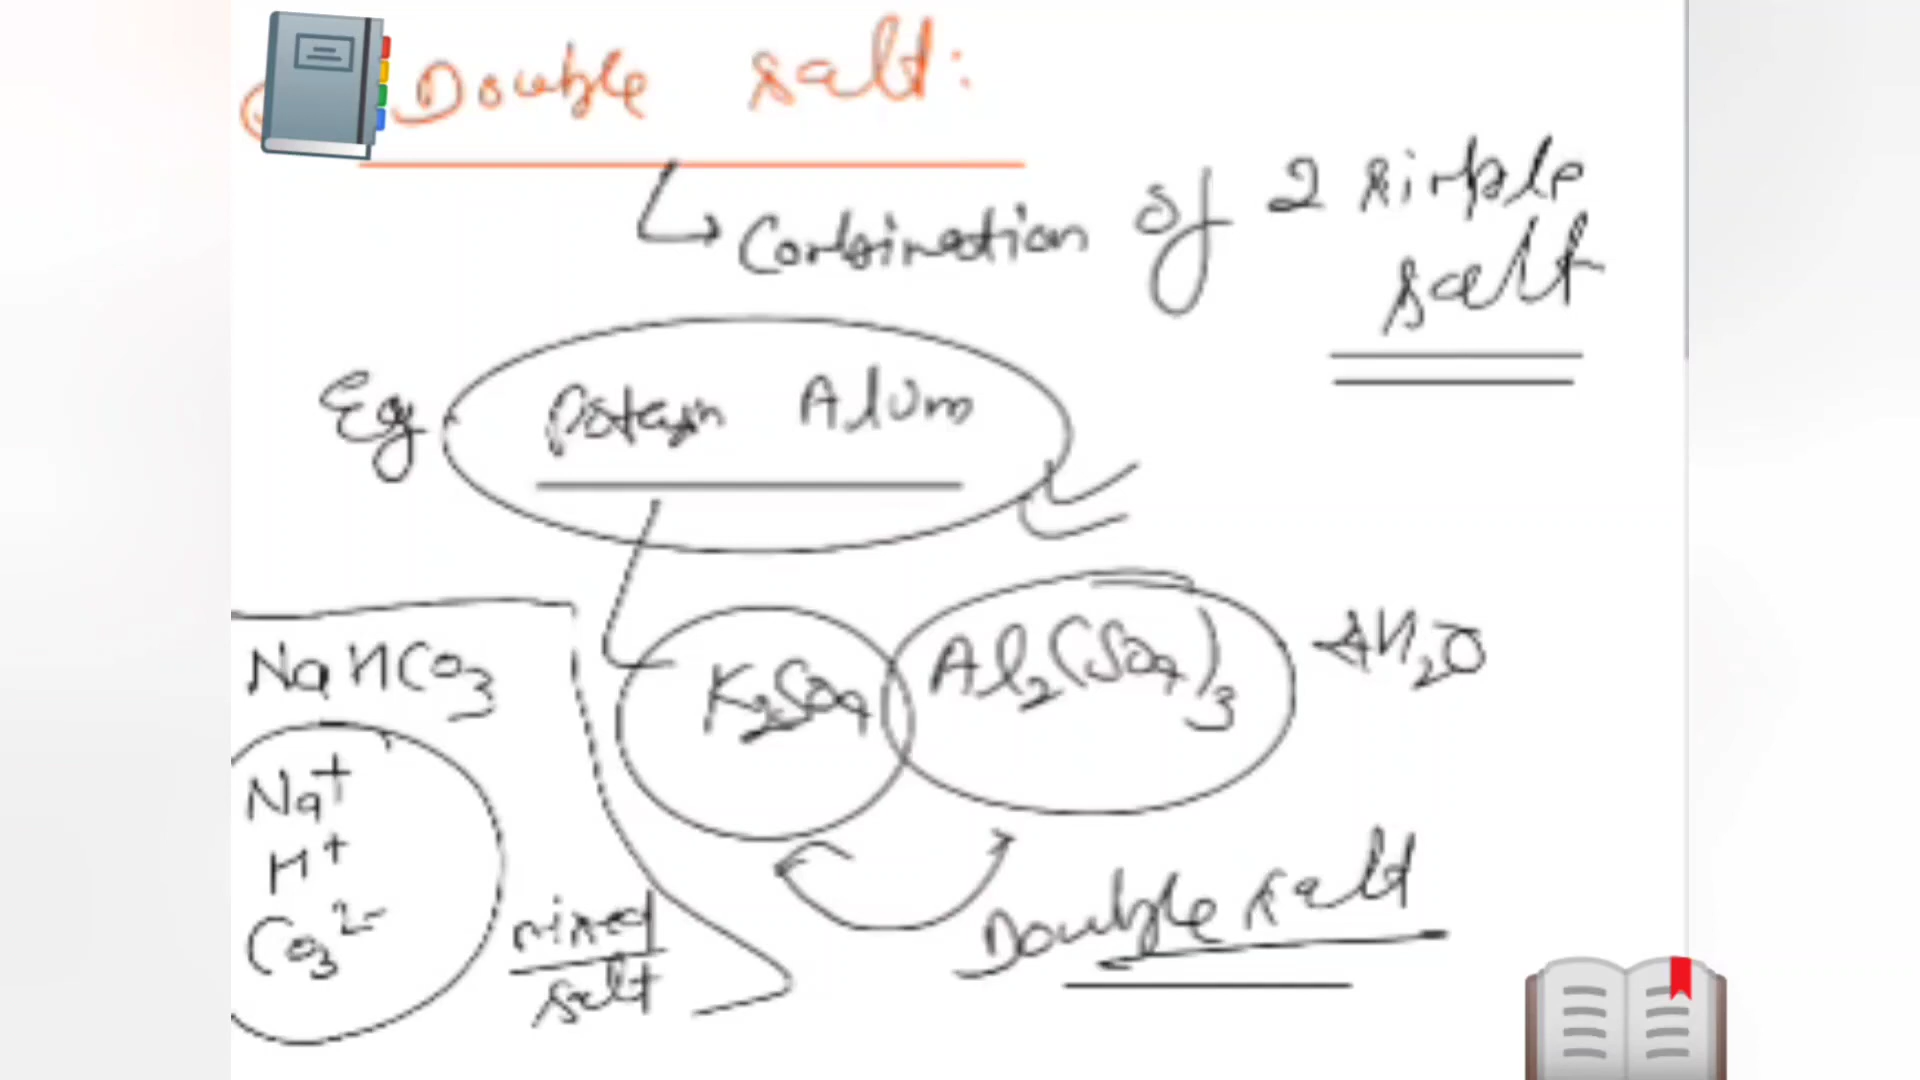 Double salt:
Combination of 2 simple
salt
Eg Potash Alum
K2SO4 Al2(SO4)3 H2O
NaHCO3
Na+
H+
CO3 2-
mixed
salt
Double salt